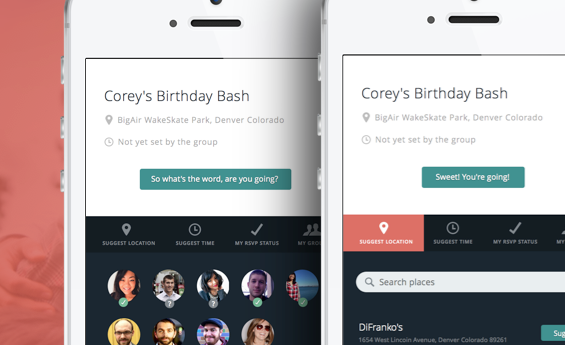 Corey's Birthday Bash
BigAir WakeSkate Park, Denver Colorado
Not yet set by the group
So what's the word, are you going?
SUGGEST LOCATION
SUGGEST TIME
MY RSVP STATUS
MY GRO
Corey's Birthday Bash
BigAir WakeSkate Park, Denver Colorado
Not yet set by the group
Sweet! You're going!
SUGGEST LOCATION
SUGGEST TIME
MY RSVP STATUS
M
Search places
DiFranko's
1654 West Lincoin Avenue, Denver Colorado 89261
Sug